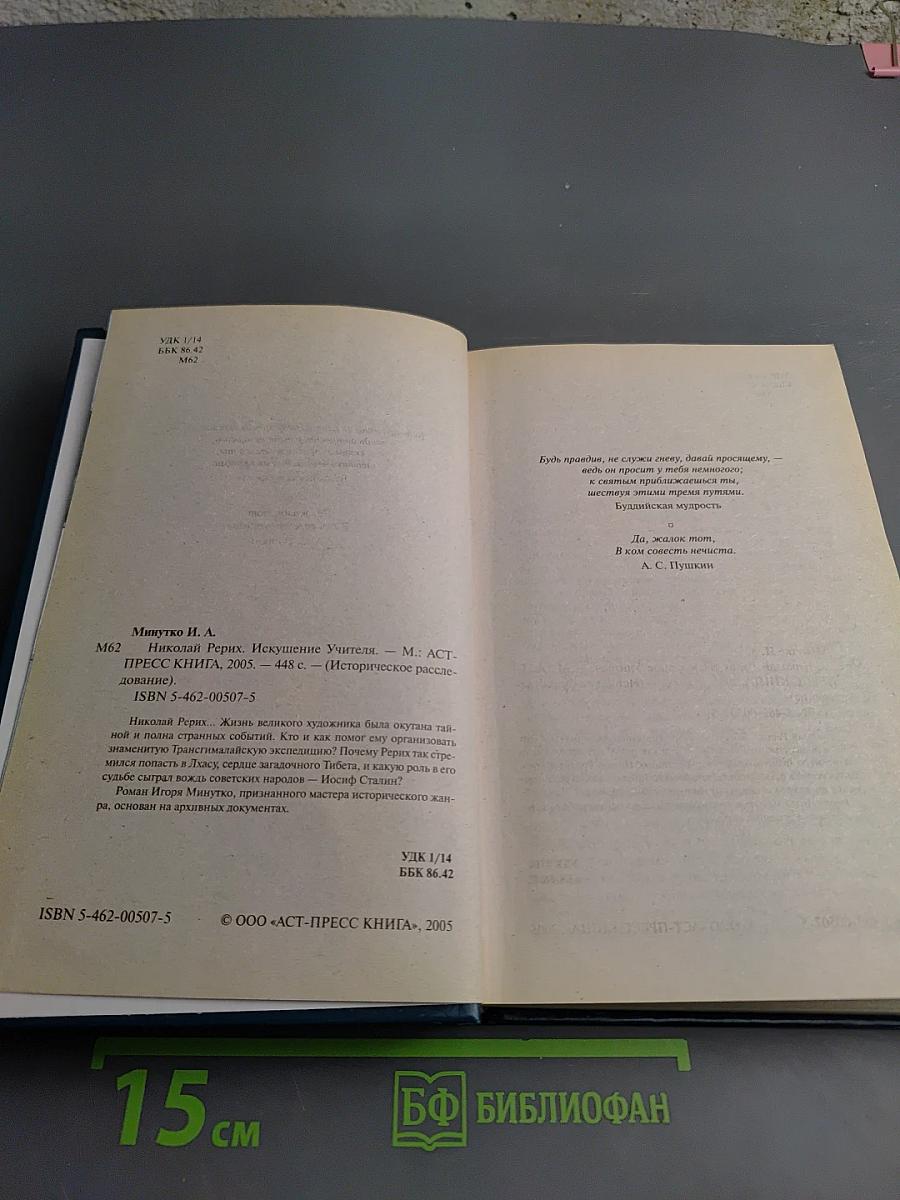 УДК 1/14
ББК 86.42
М62
Минутко И. А.
М62 Николай Рерих. Искушение Учителя. — М.: АСТ-
ПРЕСС КНИГА, 2005. — 448 с. — (Историческое рассле-
дование).
ISBN 5-462-00507-5
Николай Рерих... Жизнь великого художника была окутана тай-
ной и полна странных событий. Кто и как помог ему организовать
знаменитую Трансгималайскую экспедицию? Почему Рерих так стре-
мился попасть в Лхасу, сердце загадочного Тибета, и какую роль в его
судьбе сыграл вождь советских народов — Иосиф Сталин?
Роман Игоря Минутко, признанного мастера исторического жан-
ра, основан на архивных документах.
УДК 1/14
ББК 86.42
ISBN 5-462-00507-5
© ООО «АСТ-ПРЕСС КНИГА», 2005
Будь правдив, не служи гневу, давай просящему, —
ведь он просит у тебя немногого;
к святым приближаешься ты,
шествуя этими тремя путями.
Буддийская мудрость
Да, жалок тот,
В ком совесть нечиста.
А. С. Пушкин
15 см
БФ БИБЛИОФАН